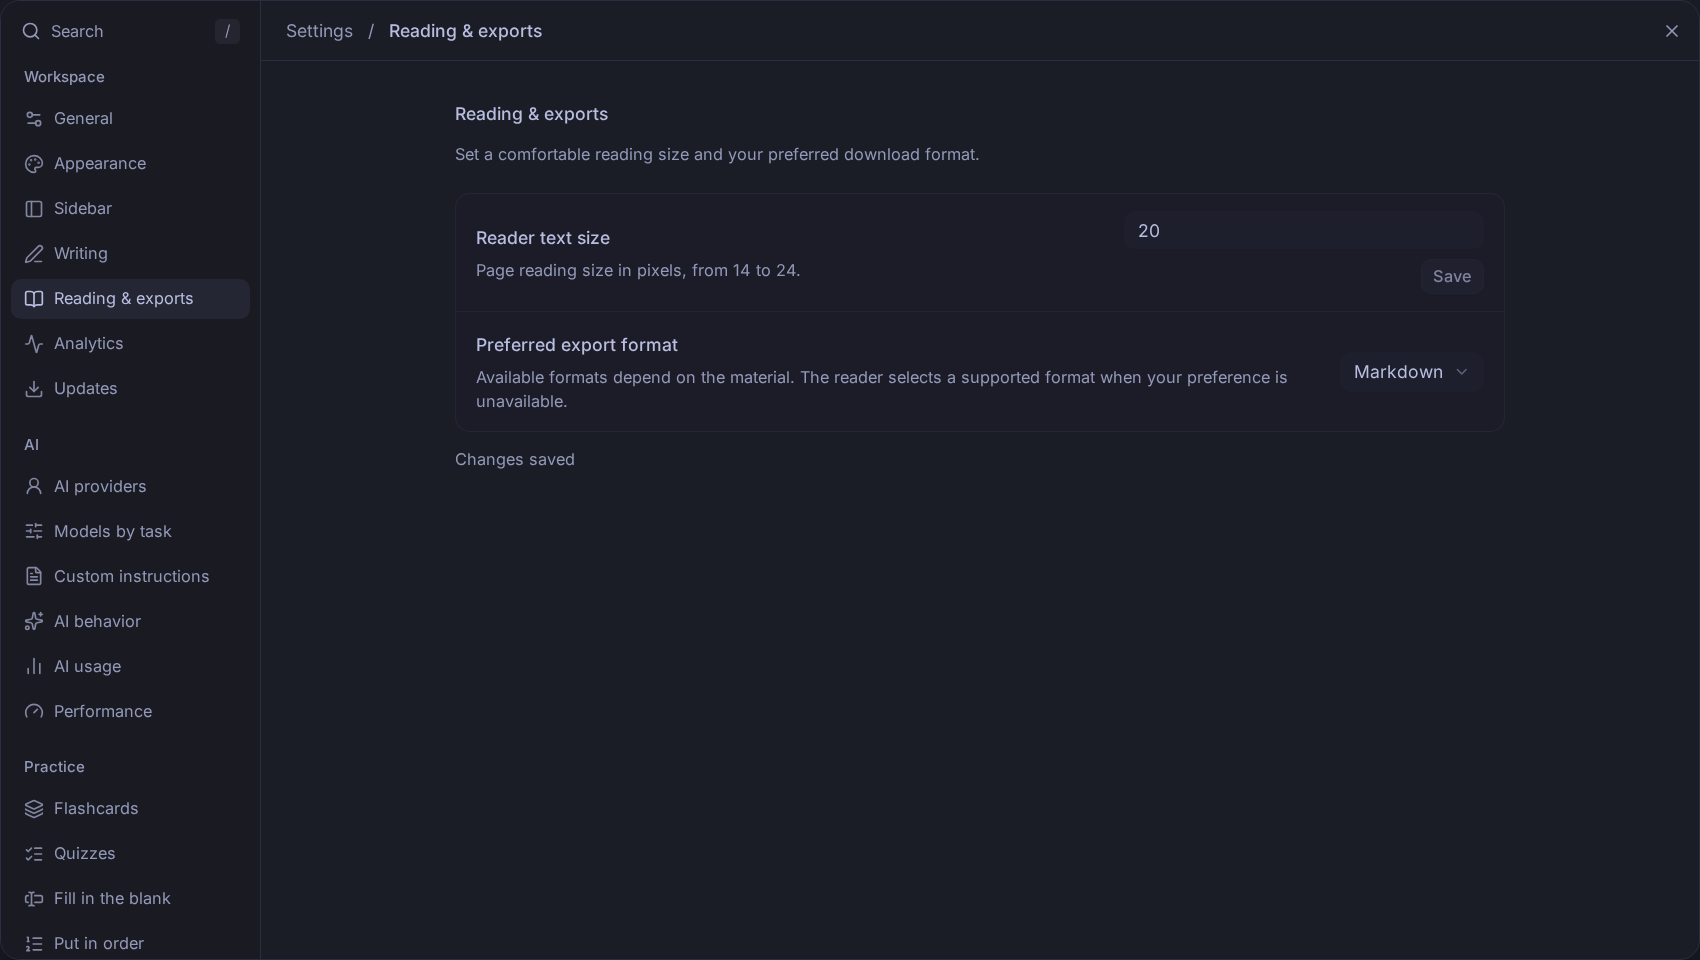 Search
/
Workspace
General
Appearance
Sidebar
Writing
Reading & exports
Analytics
Updates
AI
AI providers
Models by task
Custom instructions
AI behavior
AI usage
Performance
Practice
Flashcards
Quizzes
Fill in the blank
Put in order
Settings / Reading & exports
Reading & exports
Set a comfortable reading size and your preferred download format.
Reader text size
Page reading size in pixels, from 14 to 24.
20
Save
Preferred export format
Available formats depend on the material. The reader selects a supported format when your preference is
unavailable.
Markdown
Changes saved